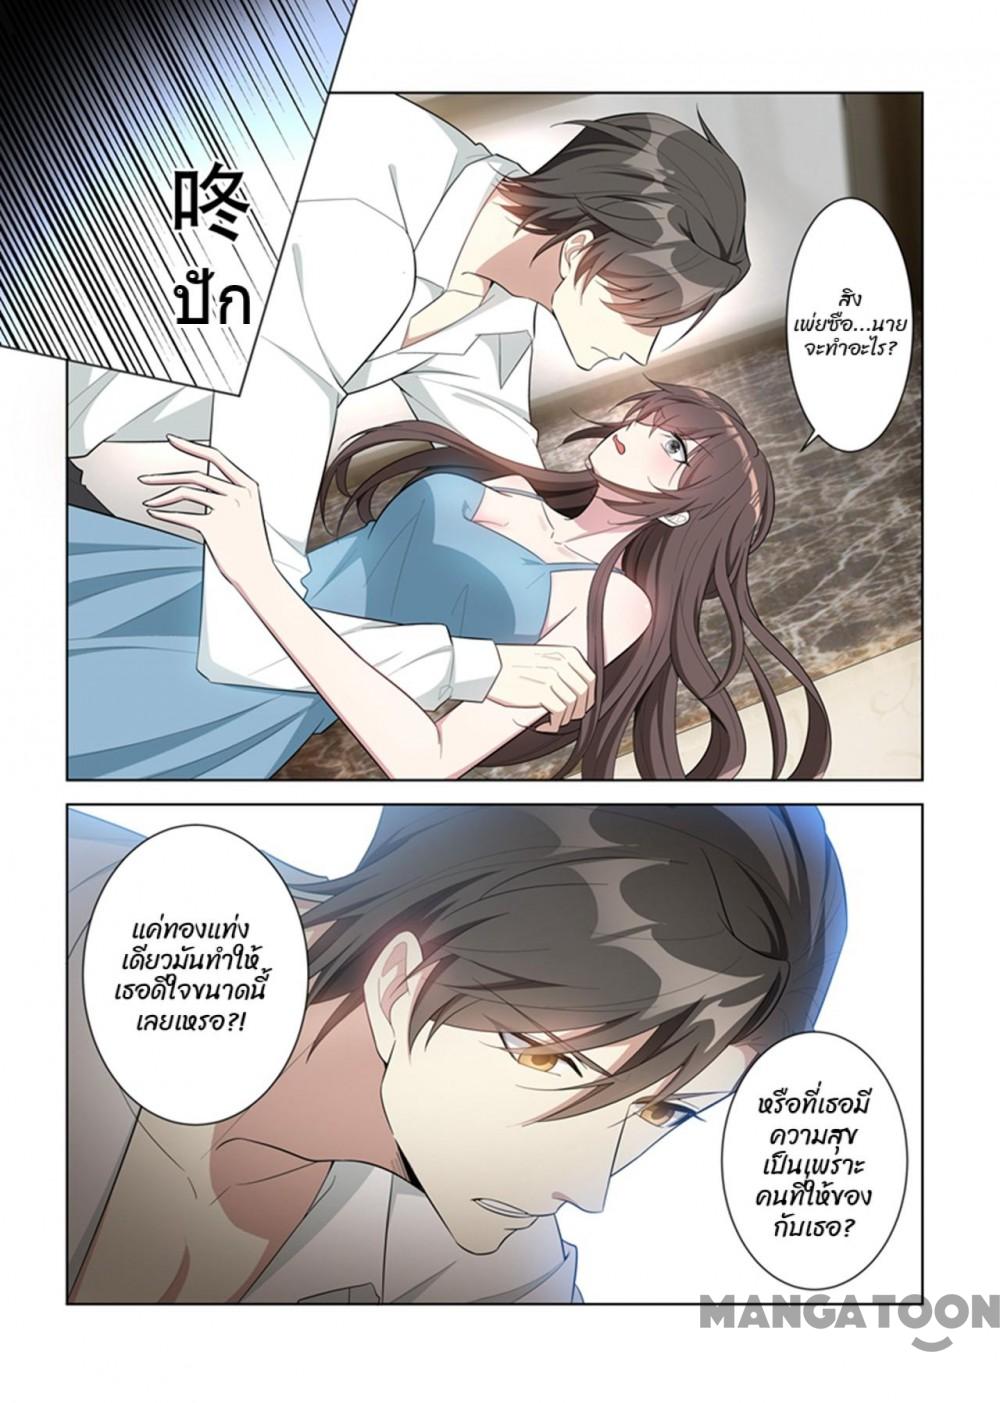 咚
ปัก
สิง
เพ่ยซือ...นาย
จะทำอะไร?
แค่ทองแท่ง
เดียวมันทำให้
เธอดีใจขนาดนี้
เลยเหรอ?!
หรือที่เธอมี
ความสุข
เป็นเพราะ
คนที่ให้ของ
กับเธอ?
MANGATOON